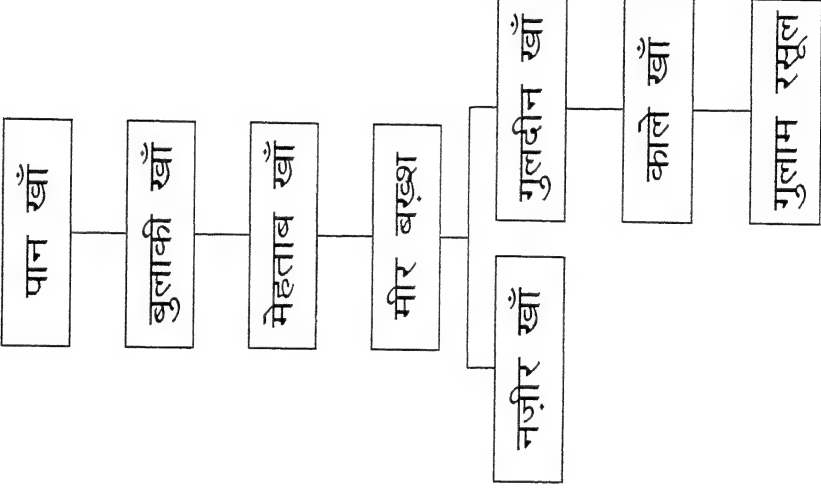 पान खाँ
बुलाकी खाँ
मेहताब खाँ
मीर बख़्श
नज़ीर खाँ
गुलदीन खाँ
काले खाँ
गुलाम रसूल